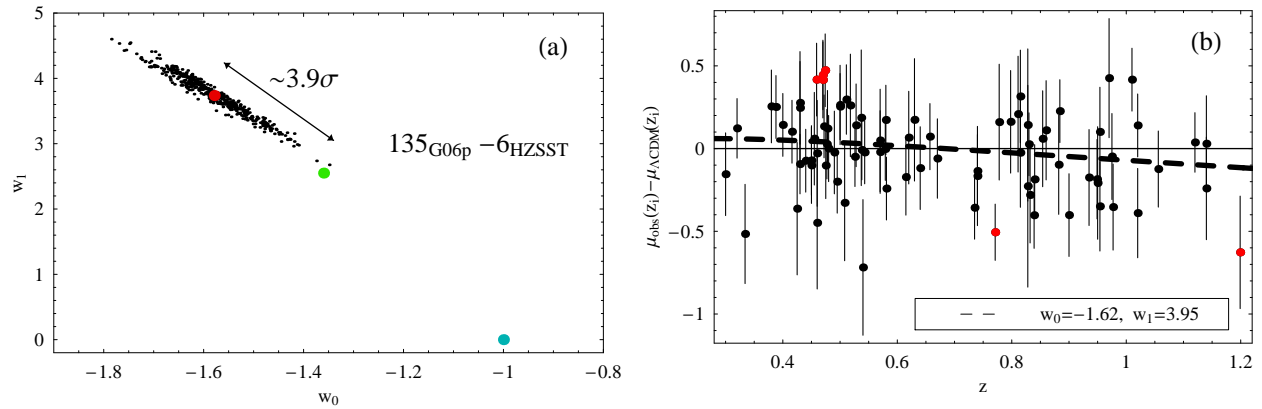 5
4
3
2
1
0
w₁
(a)
~3.9σ
135G06p −6HZSST
−1.8
−1.6
−1.4
−1.2
−1
−0.8
w₀
(b)
0.5
0
−0.5
−1
μobs(zᵢ)−μΛCDM(zᵢ)
w₀=−1.62, w₁=3.95
0.4
0.6
0.8
1
1.2
z